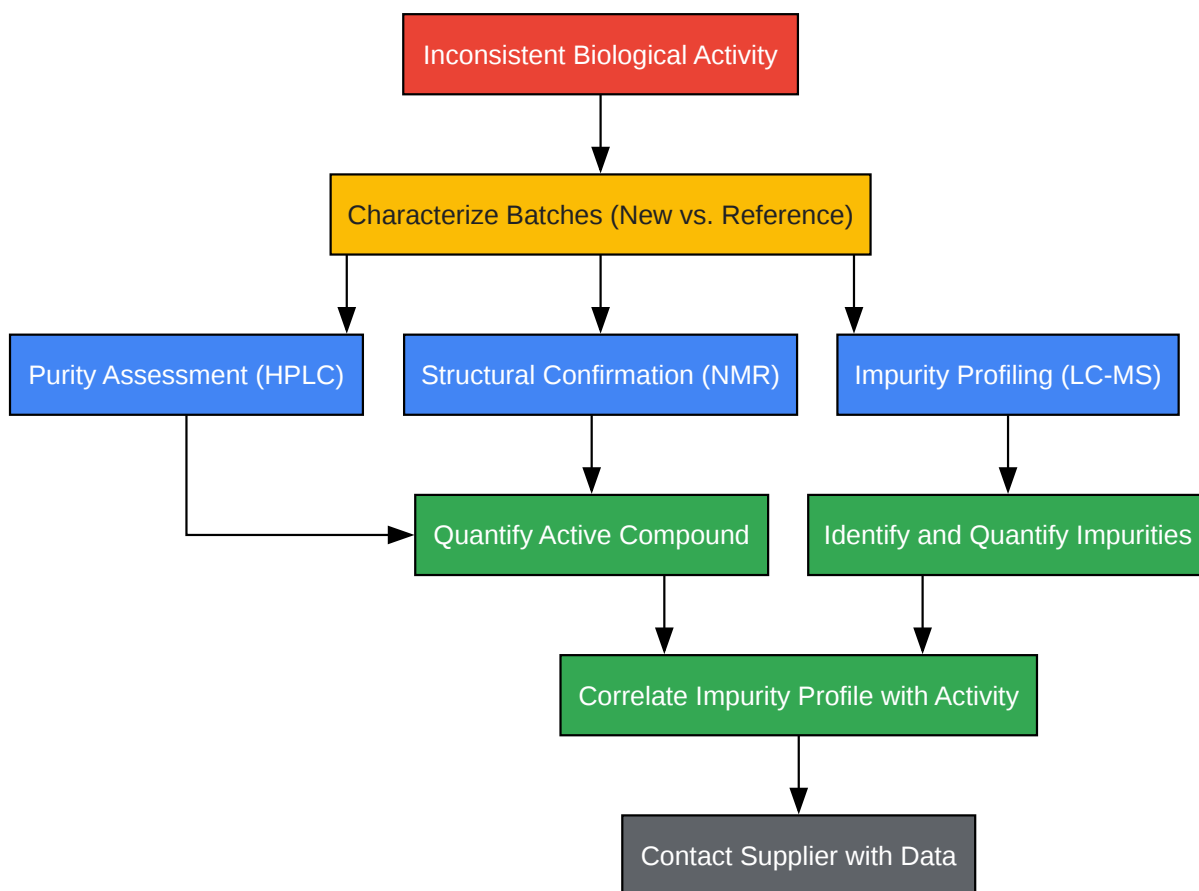 Inconsistent Biological Activity
Characterize Batches (New vs. Reference)
Purity Assessment (HPLC)
Structural Confirmation (NMR)
Impurity Profiling (LC-MS)
Quantify Active Compound
Identify and Quantify Impurities
Correlate Impurity Profile with Activity
Contact Supplier with Data